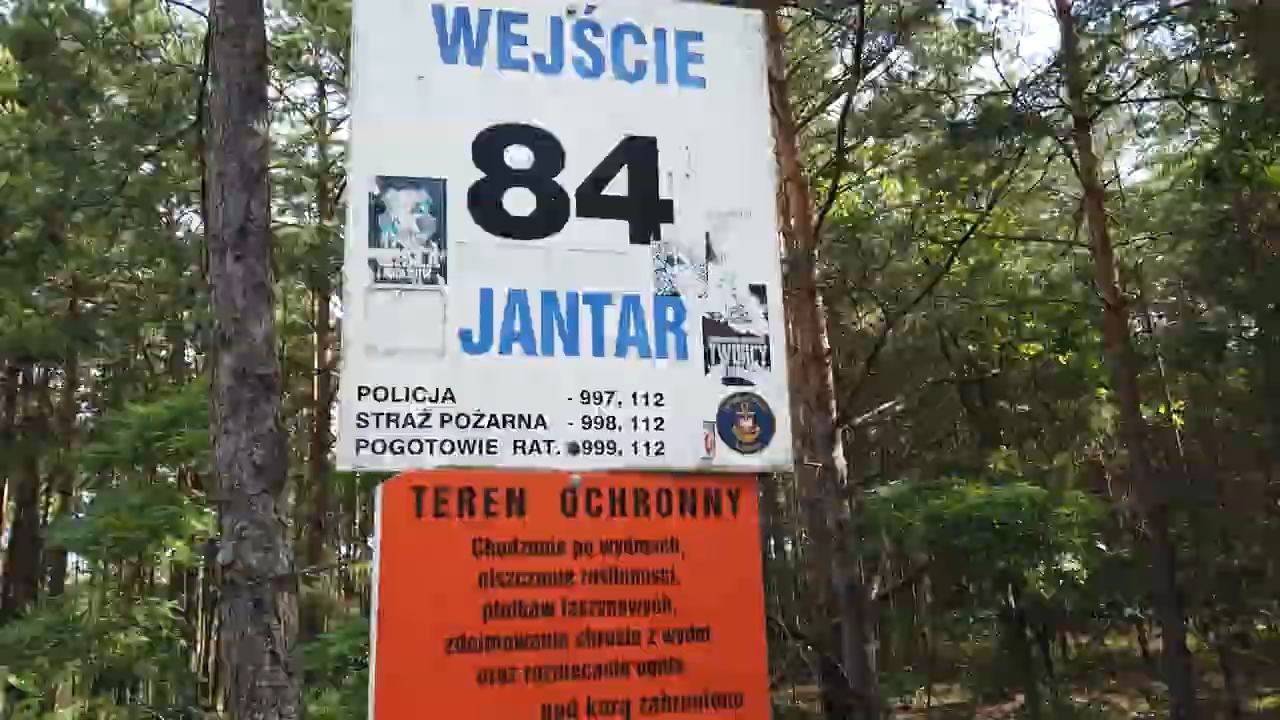 WEJŚCIE
84
JANTAR
POLICJA - 997, 112
STRAŻ POŻARNA - 998, 112
POGOTOWIE RAT. 999, 112
TEREN OCHRONNY
Chodzenie po wydmach,
niszczenie roślinności,
płotków faszynowych,
zdejmowanie chrustu z wydm
oraz rozniecanie ognia
pod karą zabronione